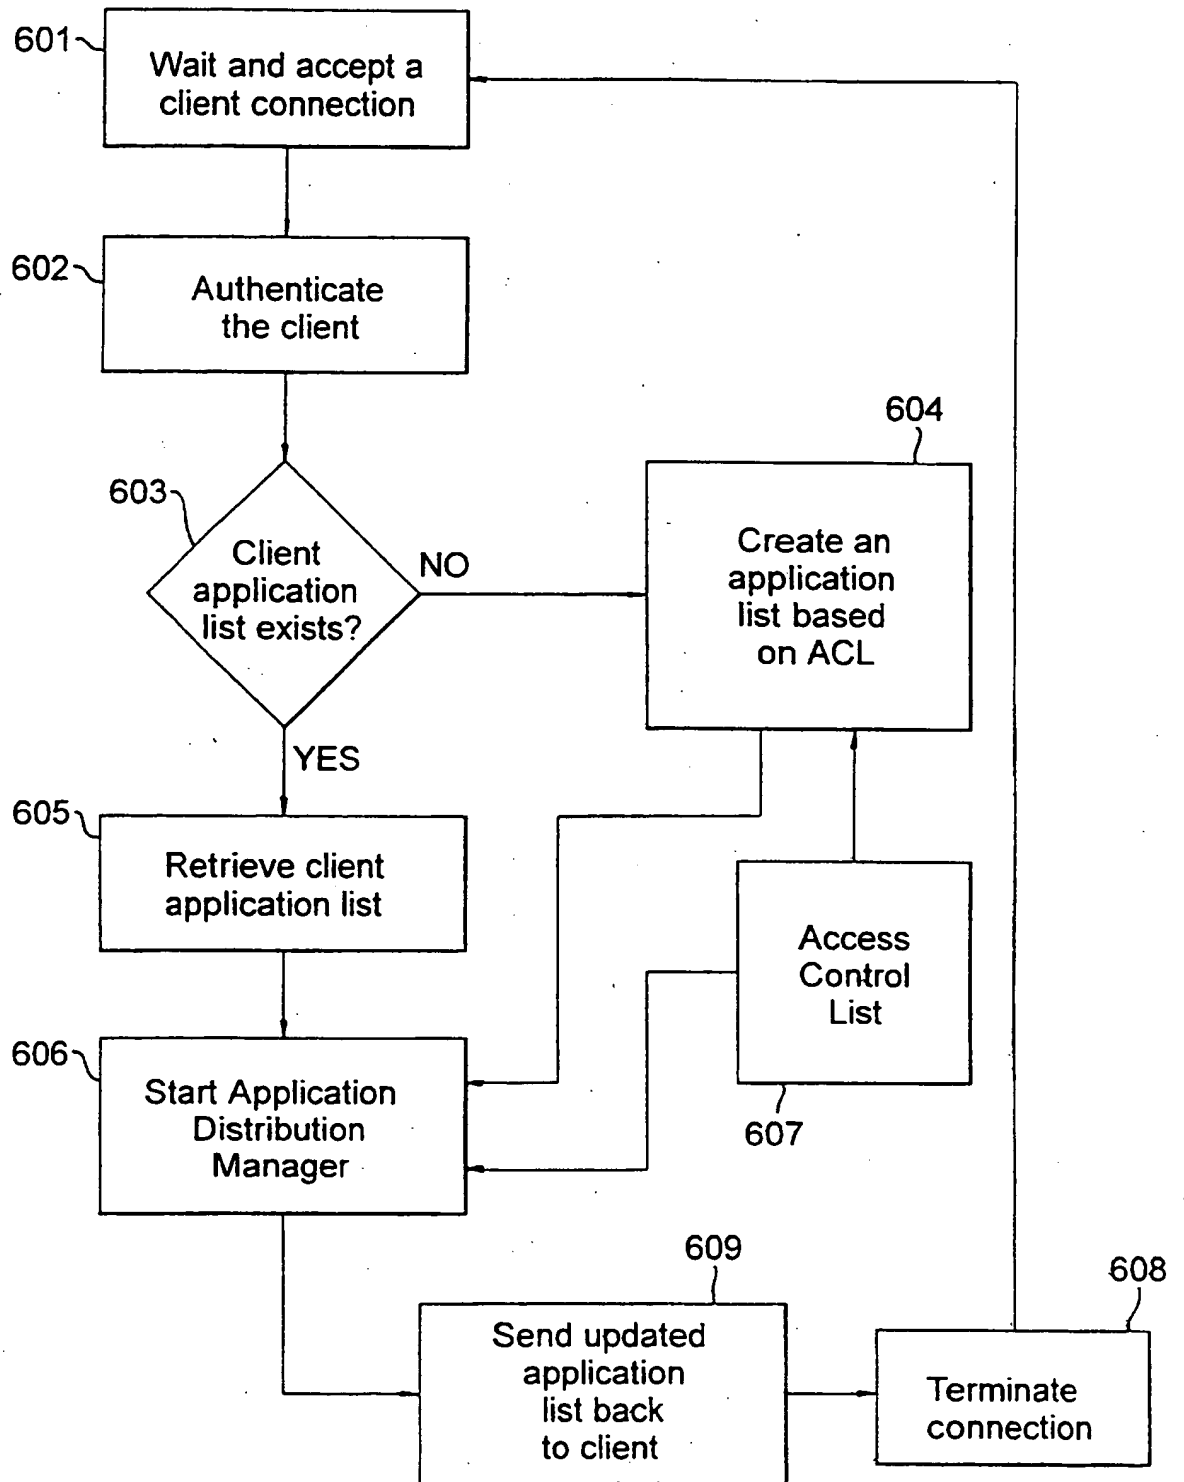 601
Wait and accept a
client connection
602
Authenticate
the client
603
Client
application
list exists?
NO
YES
604
Create an
application
list based
on ACL
605
Retrieve client
application list
Access
Control
List
607
606
Start Application
Distribution
Manager
609
Send updated
application
list back
to client
608
Terminate
connection